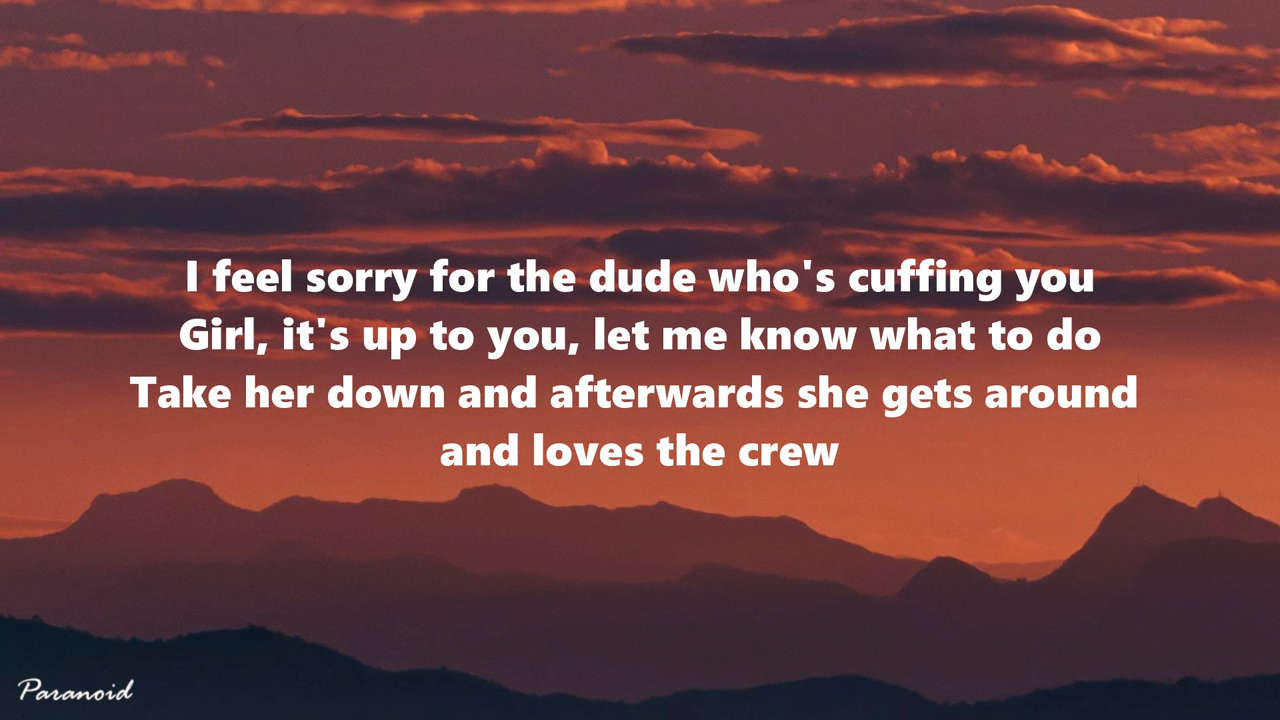 I feel sorry for the dude who's cuffing you
Girl, it's up to you, let me know what to do
Take her down and afterwards she gets around
and loves the crew
Paranoid